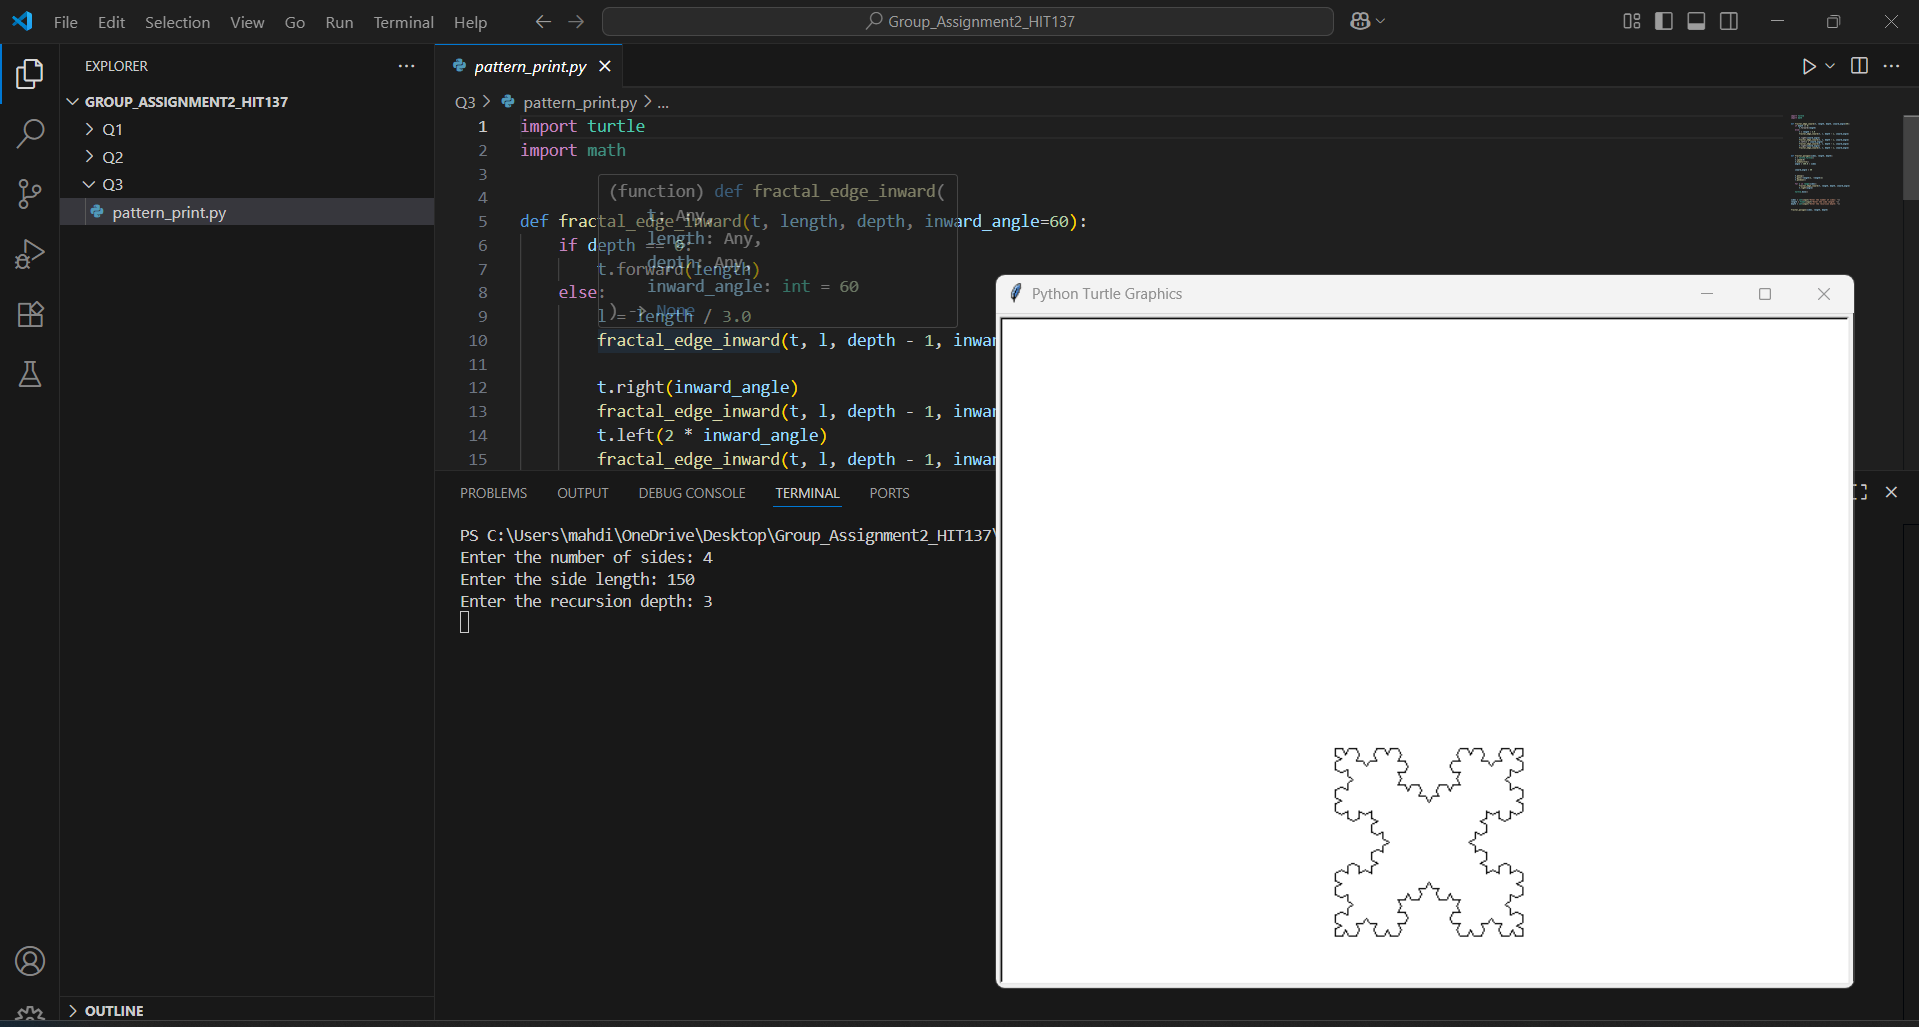 File Edit Selection View Go Run Terminal Help
Group_Assignment2_HIT137
EXPLORER
GROUP_ASSIGNMENT2_HIT137
Q1
Q2
Q3
pattern_print.py
OUTLINE
pattern_print.py
Q3 > pattern_print.py > ...
1 import turtle
2 import math
3
4
5 def fractal_edge_inward(t, length, depth, inward_angle=60):
6 if depth == 0:
7 t.forward(length)
8 else:
9 l = length / 3.0
10 fractal_edge_inward(t, l, depth - 1, inwar
11
12 t.right(inward_angle)
13 fractal_edge_inward(t, l, depth - 1, inwar
14 t.left(2 * inward_angle)
15 fractal_edge_inward(t, l, depth - 1, inwar
(function) def fractal_edge_inward(
t: Any,
length: Any,
depth: Any,
inward_angle: int = 60
) -> None
PROBLEMS OUTPUT DEBUG CONSOLE TERMINAL PORTS
PS C:\Users\mahdi\OneDrive\Desktop\Group_Assignment2_HIT137\
Enter the number of sides: 4
Enter the side length: 150
Enter the recursion depth: 3
Python Turtle Graphics